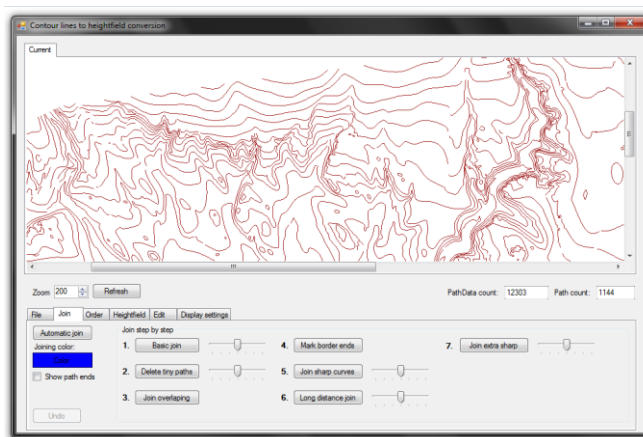 Contour lines to heightfield conversion
Current
Zoom 200 Refresh PathData count: 12303 Path count: 1144
File Join Order Heightfield Edit Display settings
Automatic join
Joining color:
Color
Show path ends
Undo
Join step by step
1. Basic join
2. Delete tiny paths
3. Join overlaping
4. Mark border ends
5. Join sharp curves
6. Long distance join
7. Join extra sharp